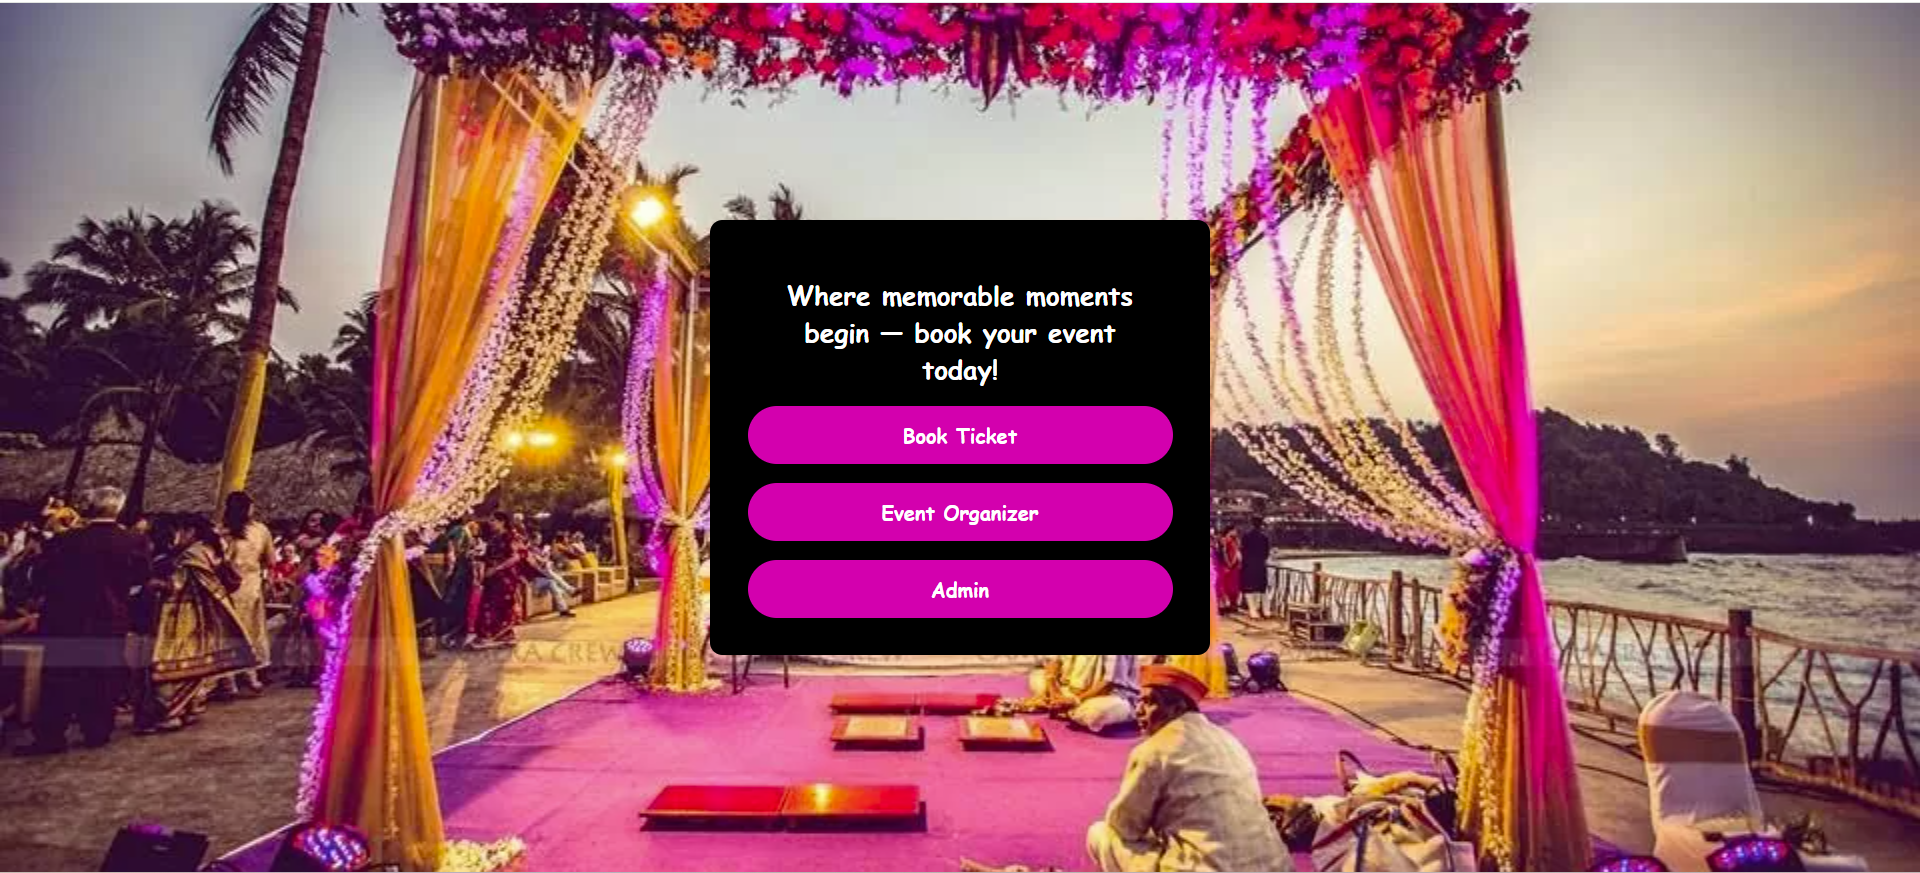 Where memorable moments
begin — book your event
today!
Book Ticket
Event Organizer
Admin